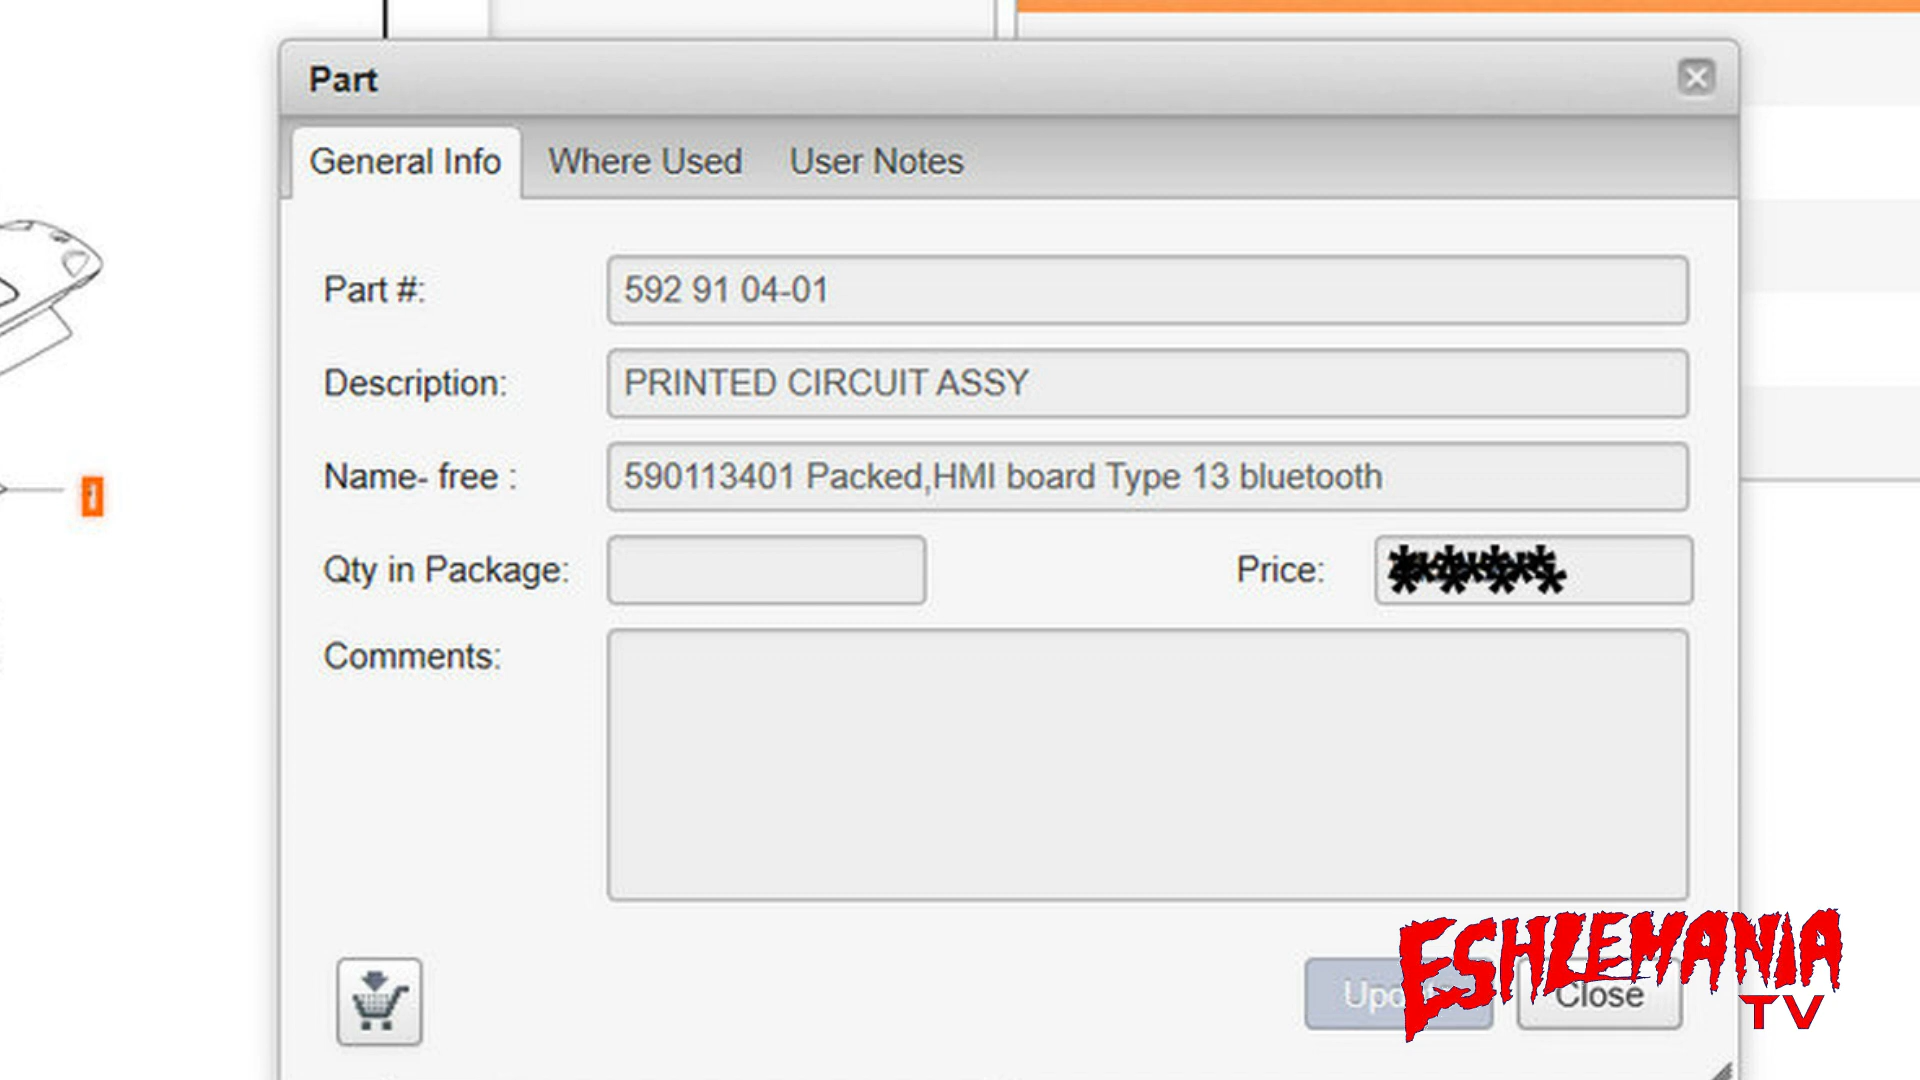 Part
General Info Where Used User Notes
Part #: 592 91 04-01
Description: PRINTED CIRCUIT ASSY
Name- free : 590113401 Packed,HMI board Type 13 bluetooth
Qty in Package: Price: *******
Comments:
Close
ESHLEMANIA
TV